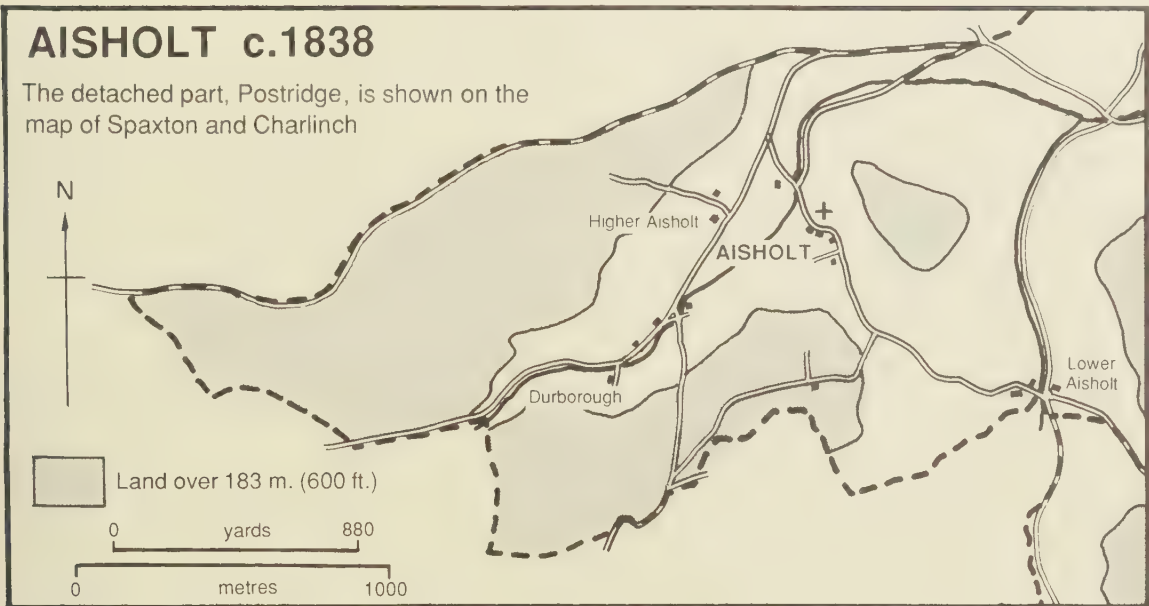 AISHOLT c.1838
The detached part, Postridge, is shown on the
map of Spaxton and Charlinch
N
Higher Aisholt
AISHOLT
Durborough
Lower
Aisholt
Land over 183 m. (600 ft.)
0 yards 880
0 metres 1000